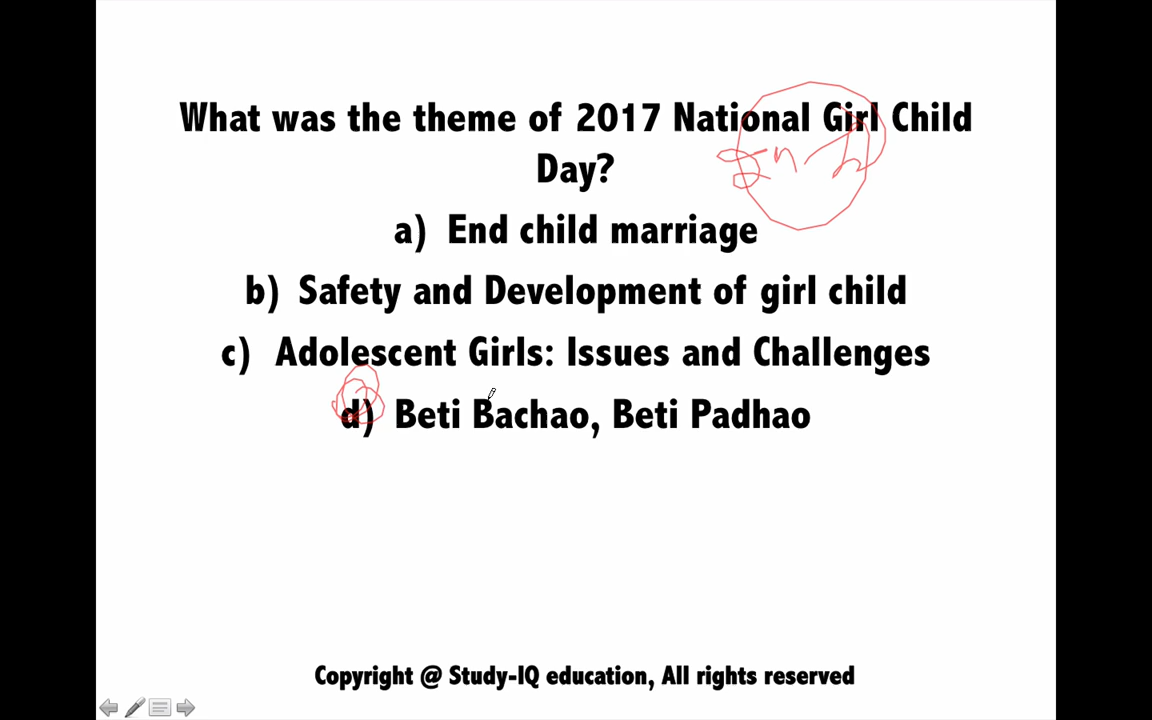 What was the theme of 2017 National Girl Child
Day?
a) End child marriage
b) Safety and Development of girl child
c) Adolescent Girls: Issues and Challenges
d) Beti Bachao, Beti Padhao
Copyright @ Study-IQ education, All rights reserved